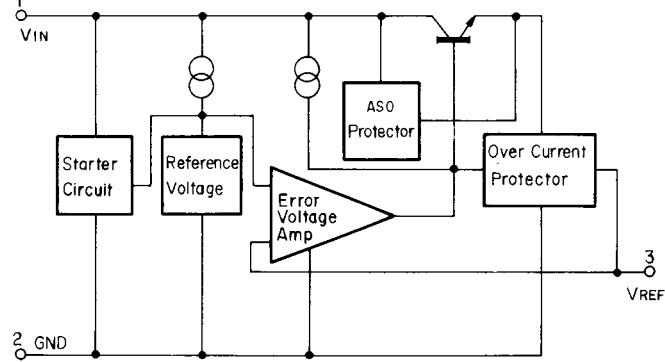 1
VIN
ASO
Protector
Starter
Circuit
Reference
Voltage
Over Current
Protector
Error
Voltage
Amp
3
VREF
2 GND